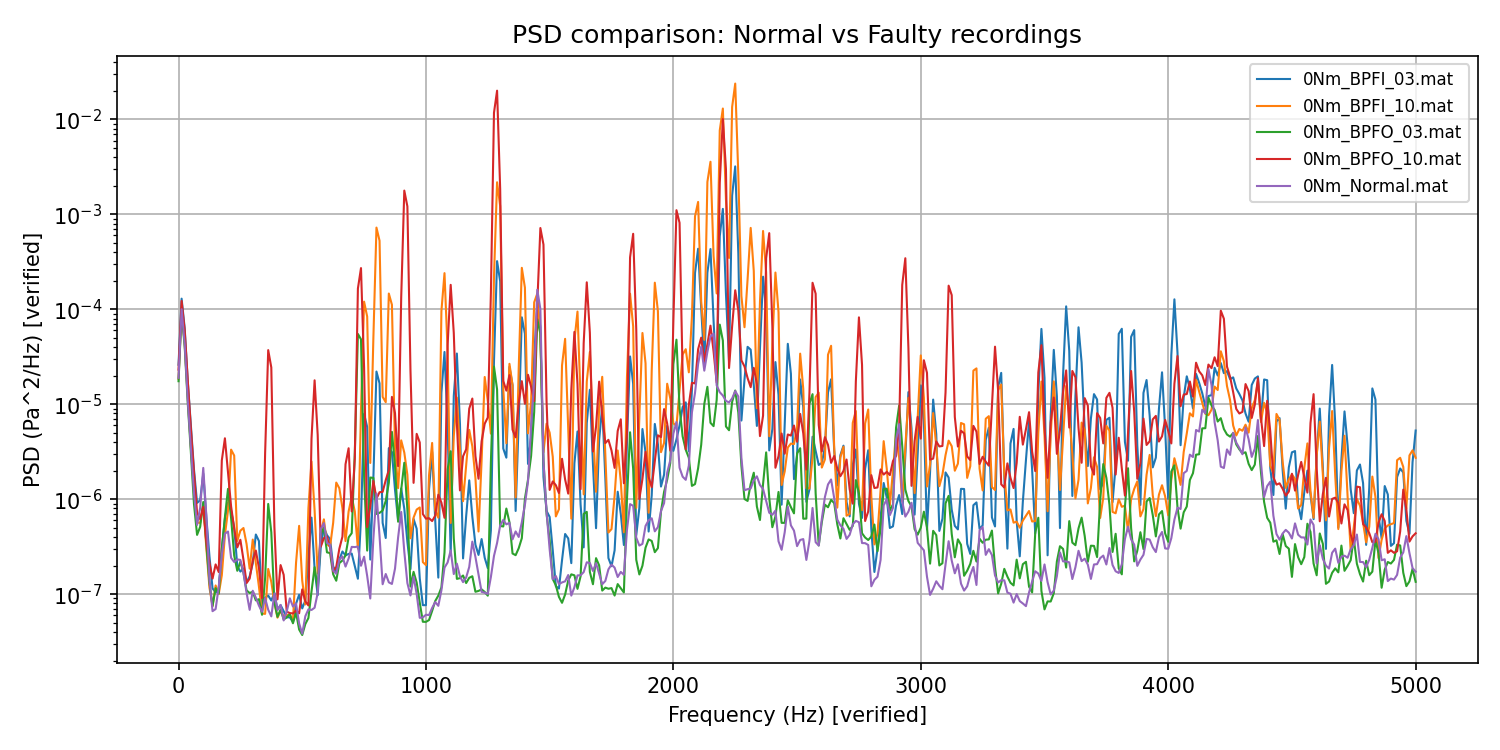 PSD comparison: Normal vs Faulty recordings
PSD (Pa^2/Hz) [verified]
10⁻²
10⁻³
10⁻⁴
10⁻⁵
10⁻⁶
10⁻⁷
0Nm_BPFI_03.mat
0Nm_BPFI_10.mat
0Nm_BPFO_03.mat
0Nm_BPFO_10.mat
0Nm_Normal.mat
0 1000 2000 3000 4000 5000
Frequency (Hz) [verified]